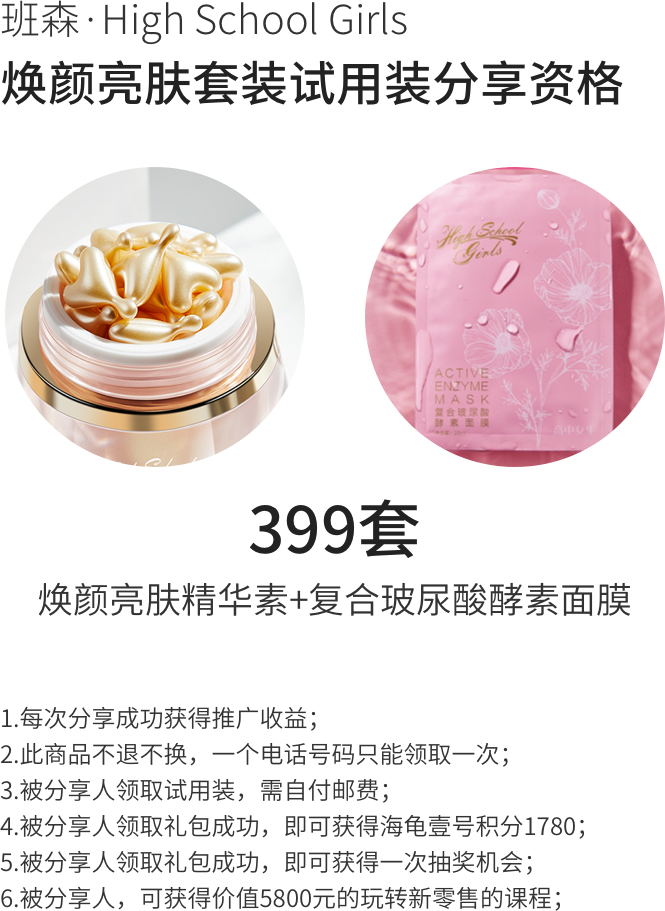 班森·High School Girls
焕颜亮肤套装试用装分享资格
High School
Girls
ACTIVE
ENZYME
MASK
复合玻尿酸
酵素面膜
399套
焕颜亮肤精华素+复合玻尿酸酵素面膜
1.每次分享成功获得推广收益；
2.此商品不退不换，一个电话号码只能领取一次；
3.被分享人领取试用装，需自付邮费；
4.被分享人领取礼包成功，即可获得海龟壹号积分1780；
5.被分享人领取礼包成功，即可获得一次抽奖机会；
6.被分享人，可获得价值5800元的玩转新零售的课程；